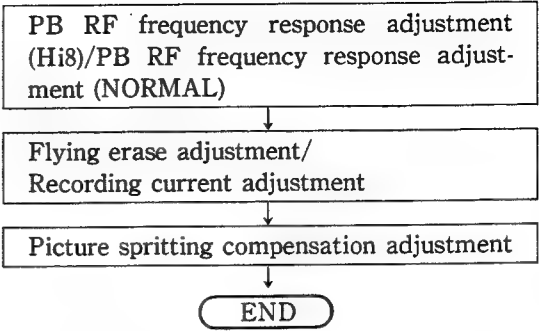 PB RF frequency response adjustment
(Hi8)/PB RF frequency response adjust-
ment (NORMAL)
Flying erase adjustment/
Recording current adjustment
Picture spritting compensation adjustment
END